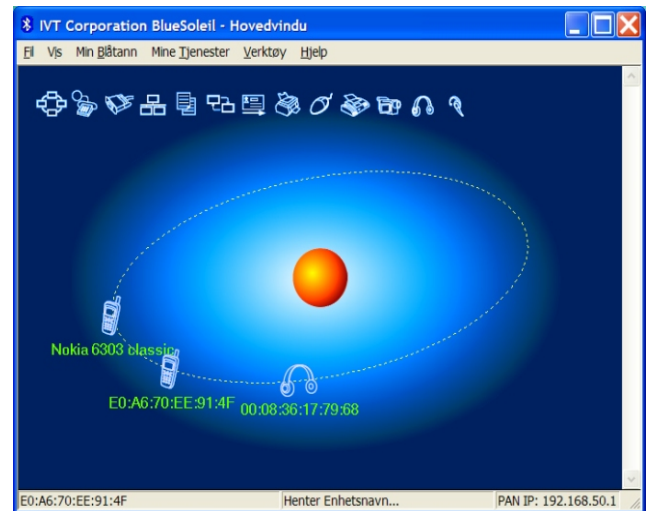 IVT Corporation BlueSoleil - Hovedvindu
Fil Vis Min Blåtann Mine Tjenester Verktøy Hjelp
Nokia 6303 classic
E0:A6:70:EE:91:4F
00:08:36:17:79:68
E0:A6:70:EE:91:4F Henter Enhetsnavn... PAN IP: 192.168.50.1